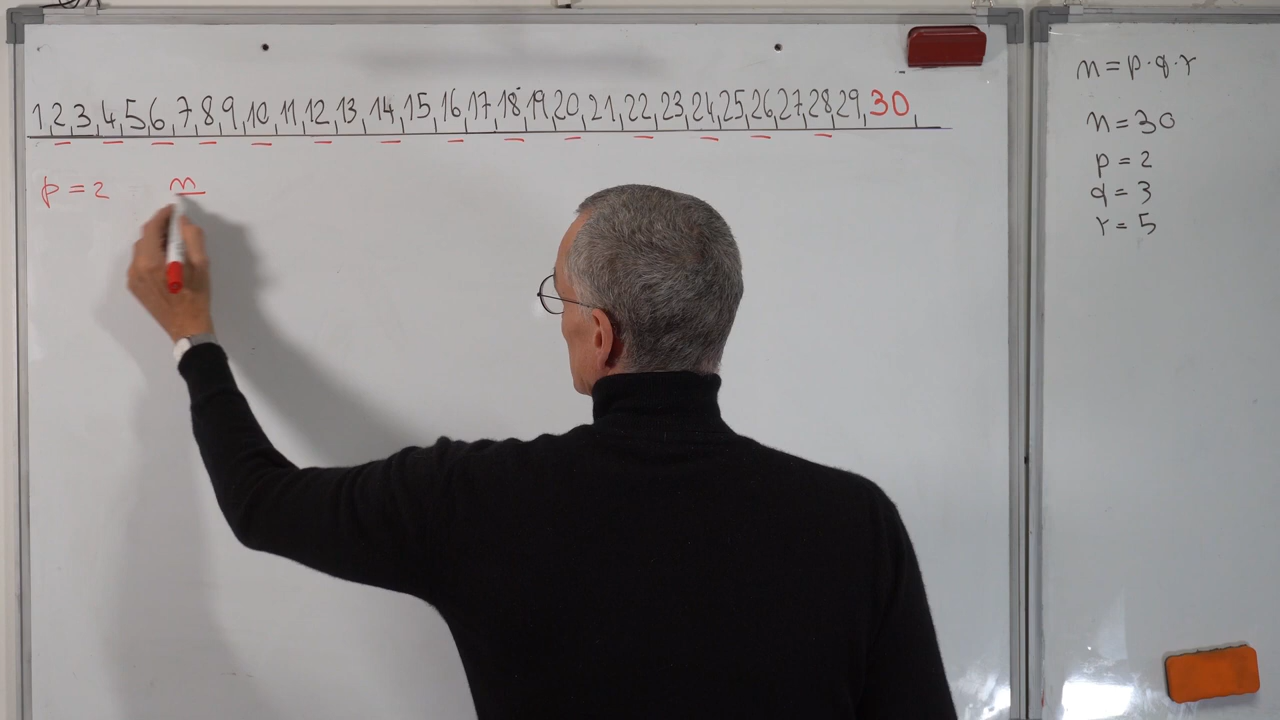 1,2,3,4,5,6,7,8,9,10,11,12,13,14,15,16,17,18,19,20,21,22,23,24,25,26,27,28,29,30,
p = 2 n
n = p·q·r
n = 30
p = 2
q = 3
r = 5